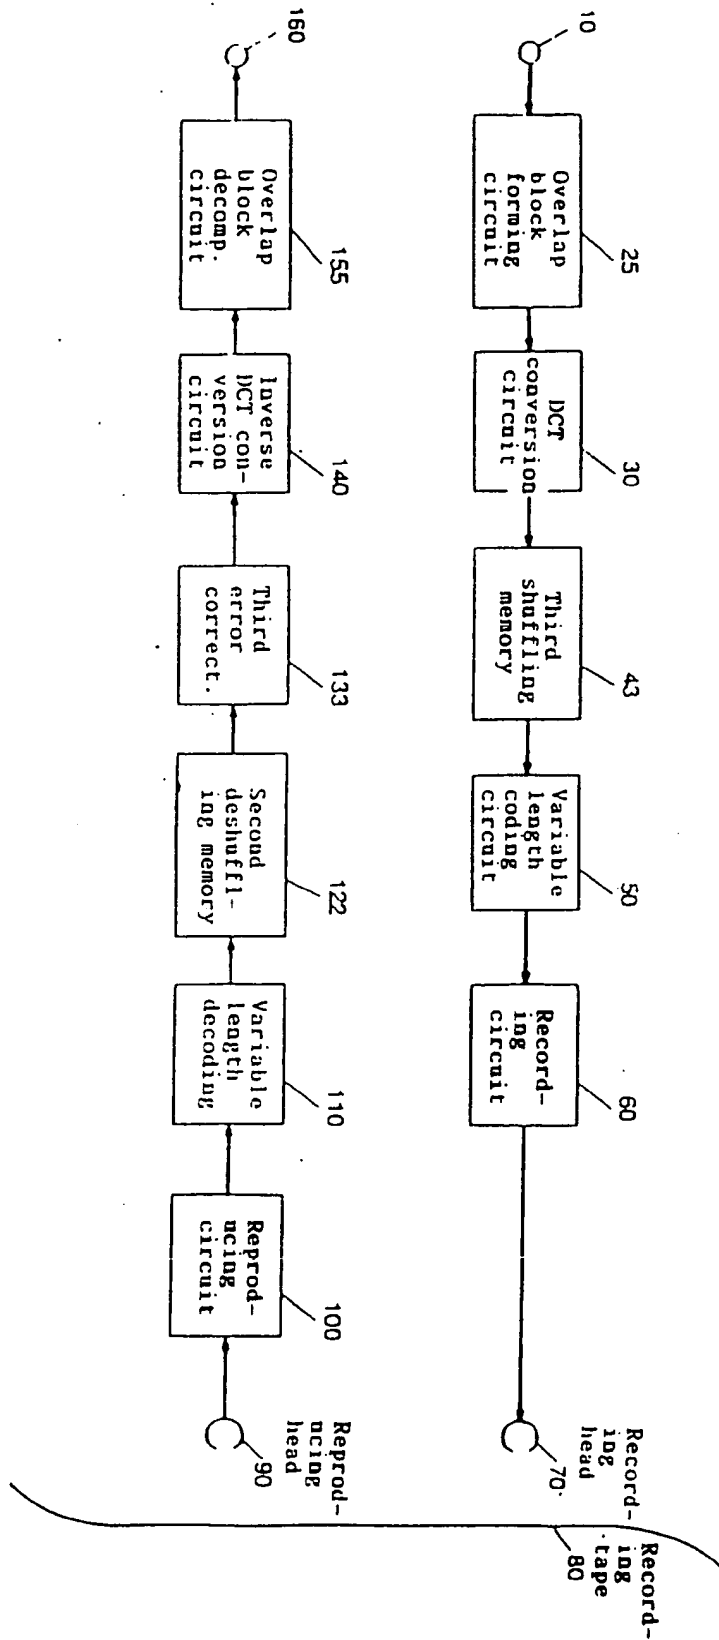 10
Overlap
block
forming
circuit
25
DCT
conversion
circuit
30
Third
shuffling
memory
43
Variable
length
coding
circuit
50
Record-
ing
circuit
60
Record-
ing
head
70
Record-
ing
tape
80
160
Overlap
block
decomp.
circuit
155
Inverse
DCT con-
version
circuit
140
Third
error
correct.
133
Second
deshuffl-
ing memory
122
Variable
length
decoding
110
Reprod-
ucing
circuit
100
Reprod-
ucing
head
90